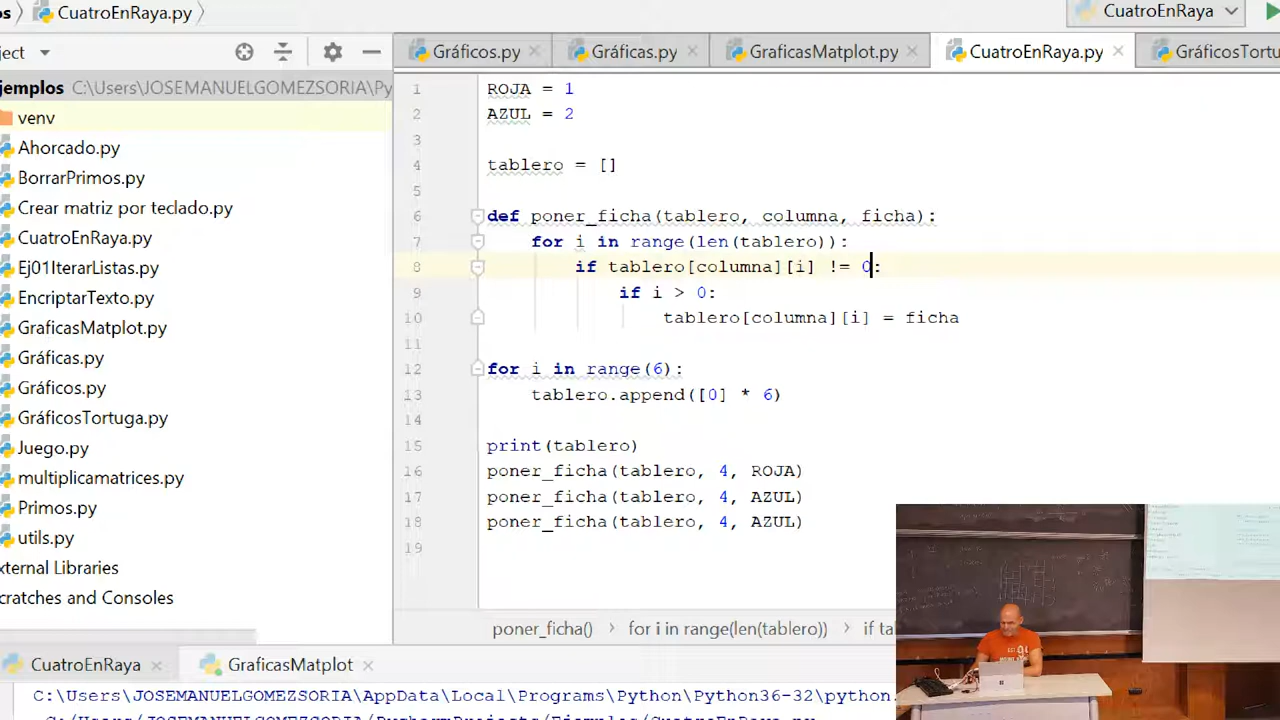 CuatroEnRaya.py
CuatroEnRaya
Gráficos.py
Gráficas.py
GraficasMatplot.py
CuatroEnRaya.py
GráficosTortu
ject
jemplos C:\Users\JOSEMANUELGOMEZSORIA\Py
venv
Ahorcado.py
BorrarPrimos.py
Crear matriz por teclado.py
CuatroEnRaya.py
Ej01IterarListas.py
EncriptarTexto.py
GraficasMatplot.py
Gráficas.py
Gráficos.py
GráficosTortuga.py
Juego.py
multiplicamatrices.py
Primos.py
utils.py
xternal Libraries
cratches and Consoles
1 ROJA = 1
2 AZUL = 2
3
4 tablero = []
5
6 def poner_ficha(tablero, columna, ficha):
7 for i in range(len(tablero)):
8 if tablero[columna][i] != 0:
9 if i > 0:
10 tablero[columna][i] = ficha
12 for i in range(6):
13 tablero.append([0] * 6)
14
15 print(tablero)
16 poner_ficha(tablero, 4, ROJA)
17 poner_ficha(tablero, 4, AZUL)
18 poner_ficha(tablero, 4, AZUL)
19
poner_ficha() › for i in range(len(tablero)) › if ta
CuatroEnRaya
GraficasMatplot
C:\Users\JOSEMANUELGOMEZSORIA\AppData\Local\Programs\Python\Python36-32\python.